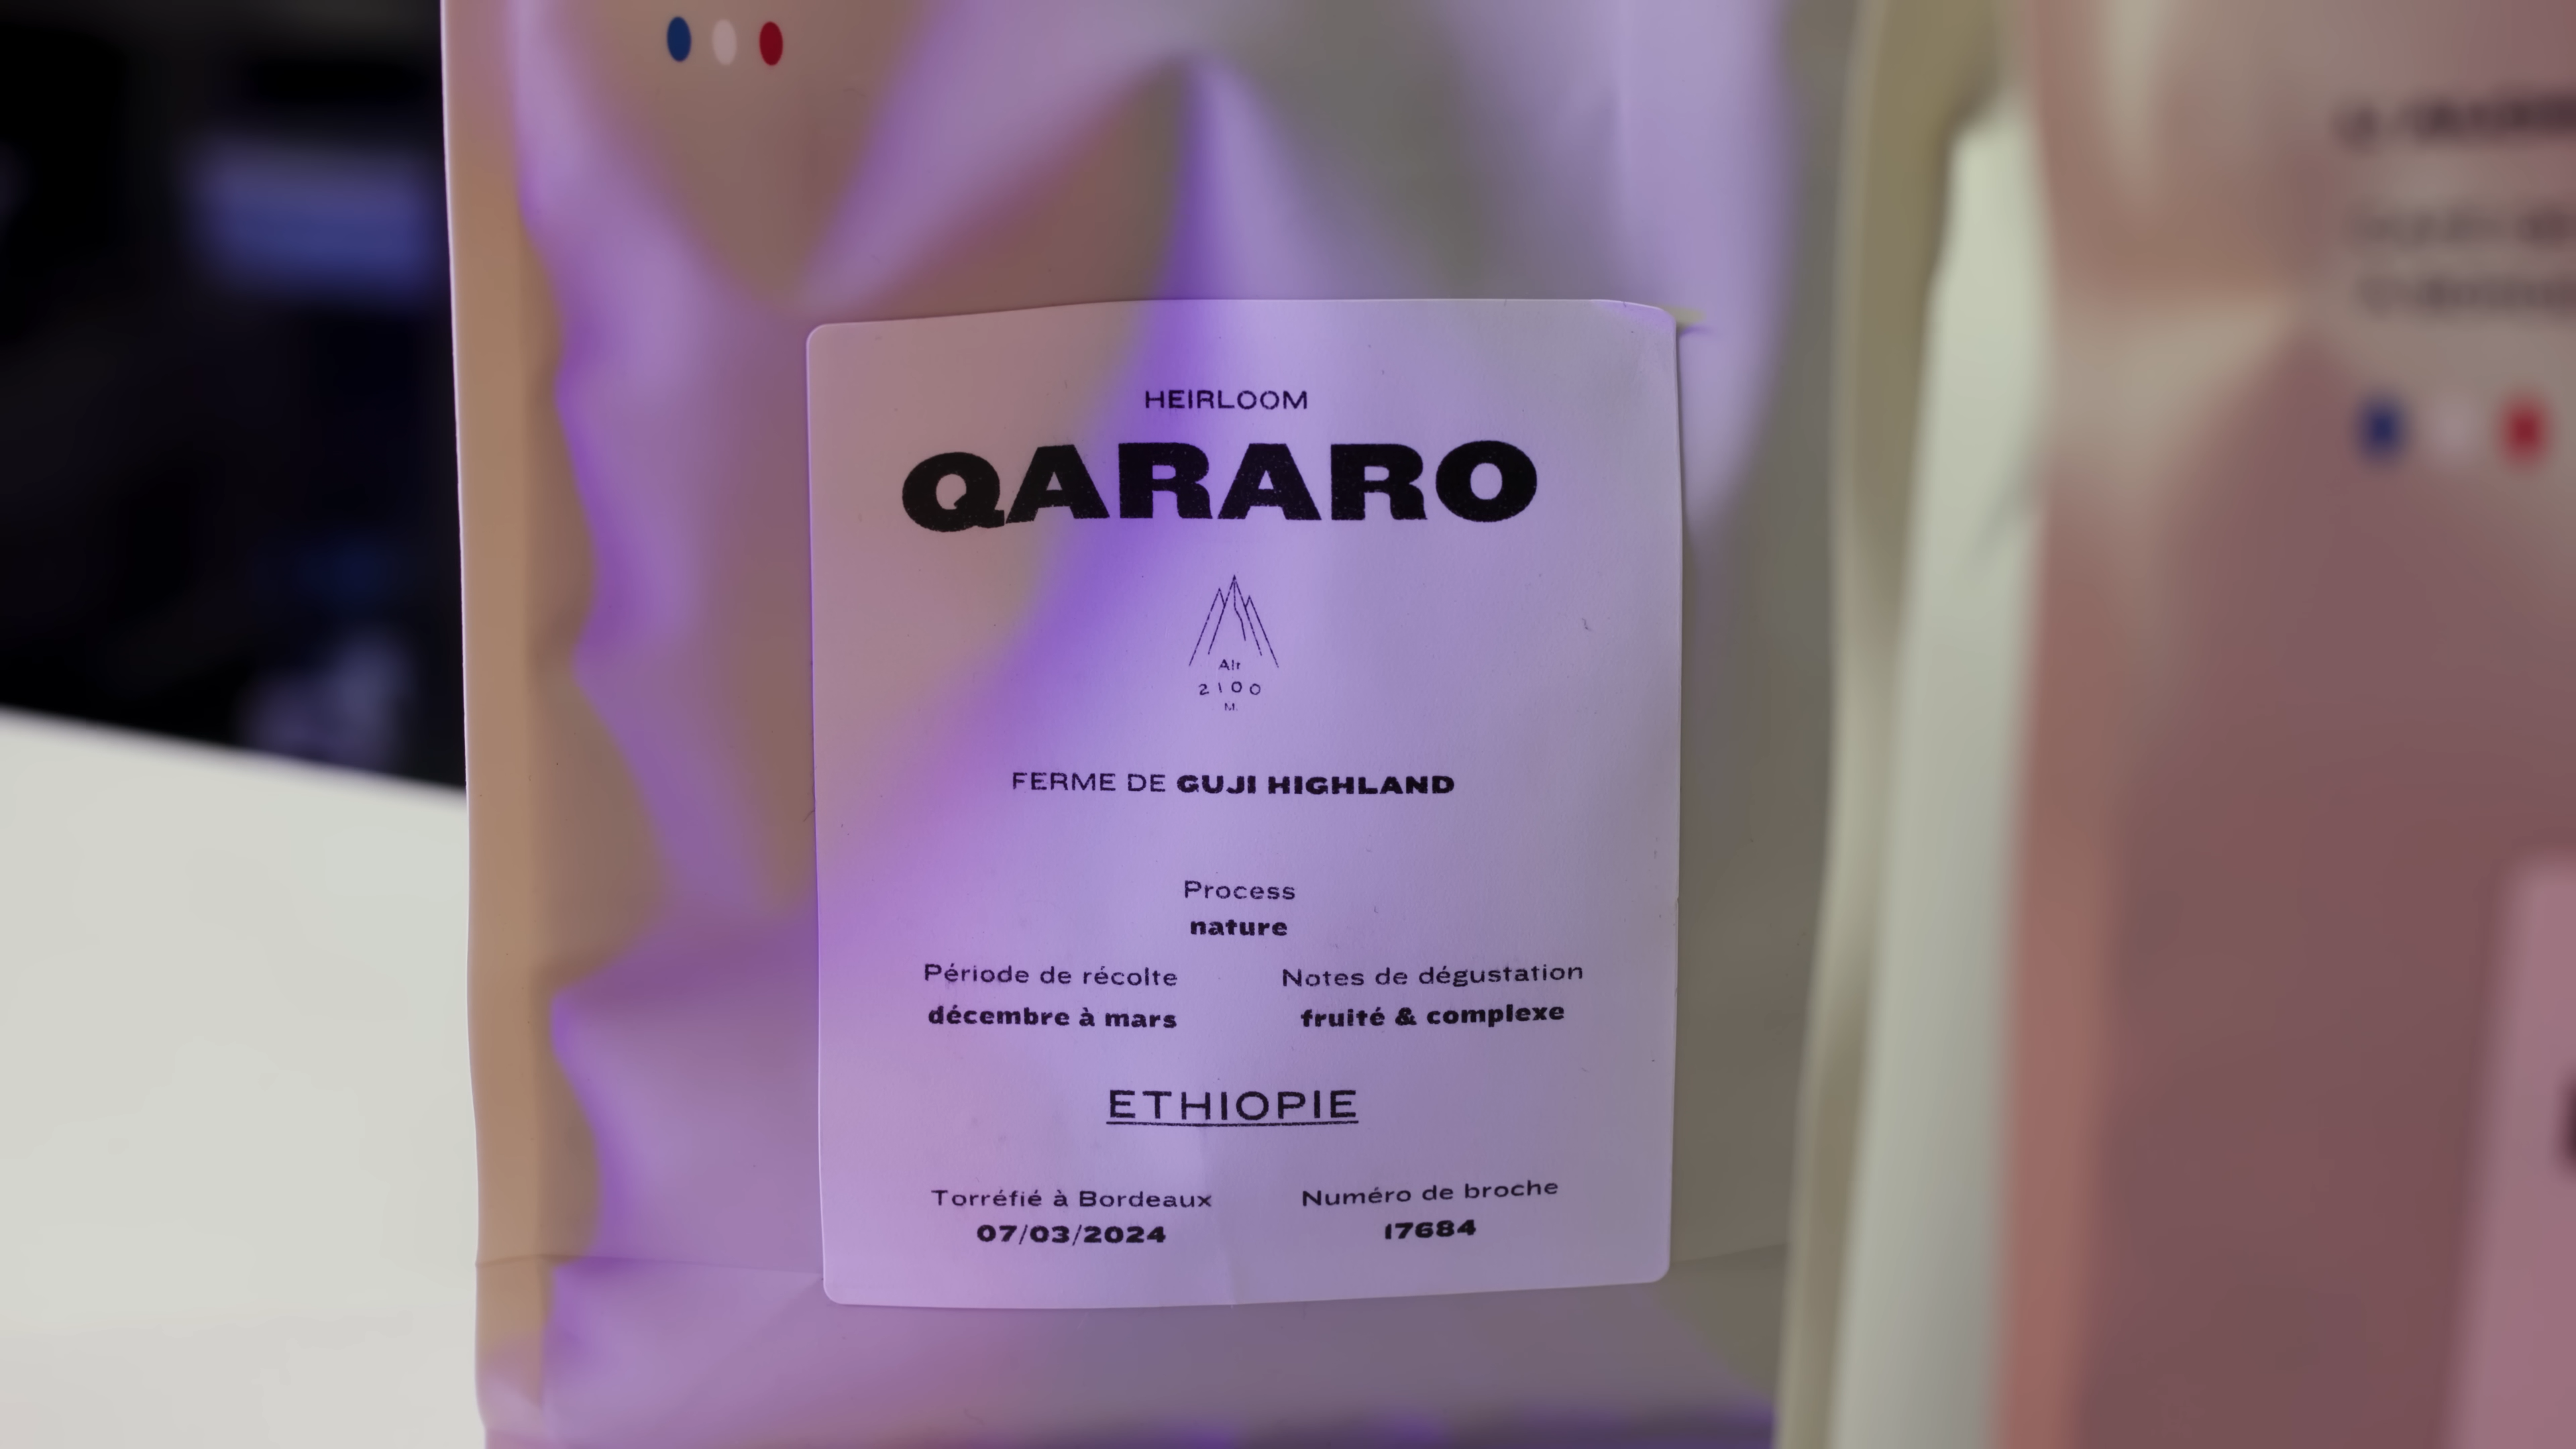 HEIRLOOM
QARARO
Alt
2100
M.
FERME DE GUJI HIGHLAND
Process
nature
Période de récolte
décembre à mars
Notes de dégustation
fruité & complexe
ETHIOPIE
Torréfié à Bordeaux
07/03/2024
Numéro de broche
17684